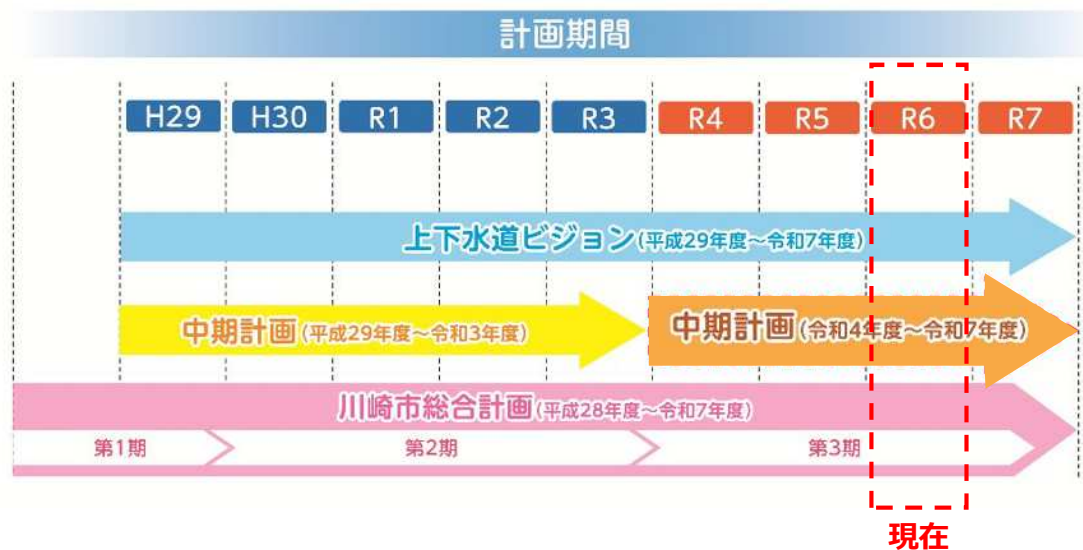 計画期間
H29 H30 R1 R2 R3 R4 R5 R6 R7
上下水道ビジョン(平成29年度～令和7年度)
中期計画(平成29年度～令和3年度) 中期計画(令和4年度～令和7年度)
川崎市総合計画(平成28年度～令和7年度)
第1期 第2期 第3期
現在